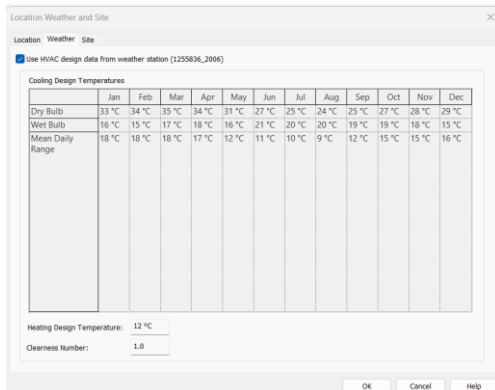 Location Weather and Site
Location Weather Site
Use HVAC design data from weather station (1255836_2006)
Cooling Design Temperatures
Jan Feb Mar Apr May Jun Jul Aug Sep Oct Nov Dec
Dry Bulb 33 °C 34 °C 35 °C 34 °C 31 °C 27 °C 25 °C 24 °C 25 °C 27 °C 28 °C 29 °C
Wet Bulb 16 °C 15 °C 17 °C 18 °C 16 °C 21 °C 20 °C 20 °C 19 °C 19 °C 18 °C 15 °C
Mean Daily 18 °C 18 °C 18 °C 17 °C 12 °C 11 °C 10 °C 9 °C 12 °C 15 °C 15 °C 16 °C
Range
Heating Design Temperature: 12 °C
Clearness Number: 1.0
OK Cancel Help